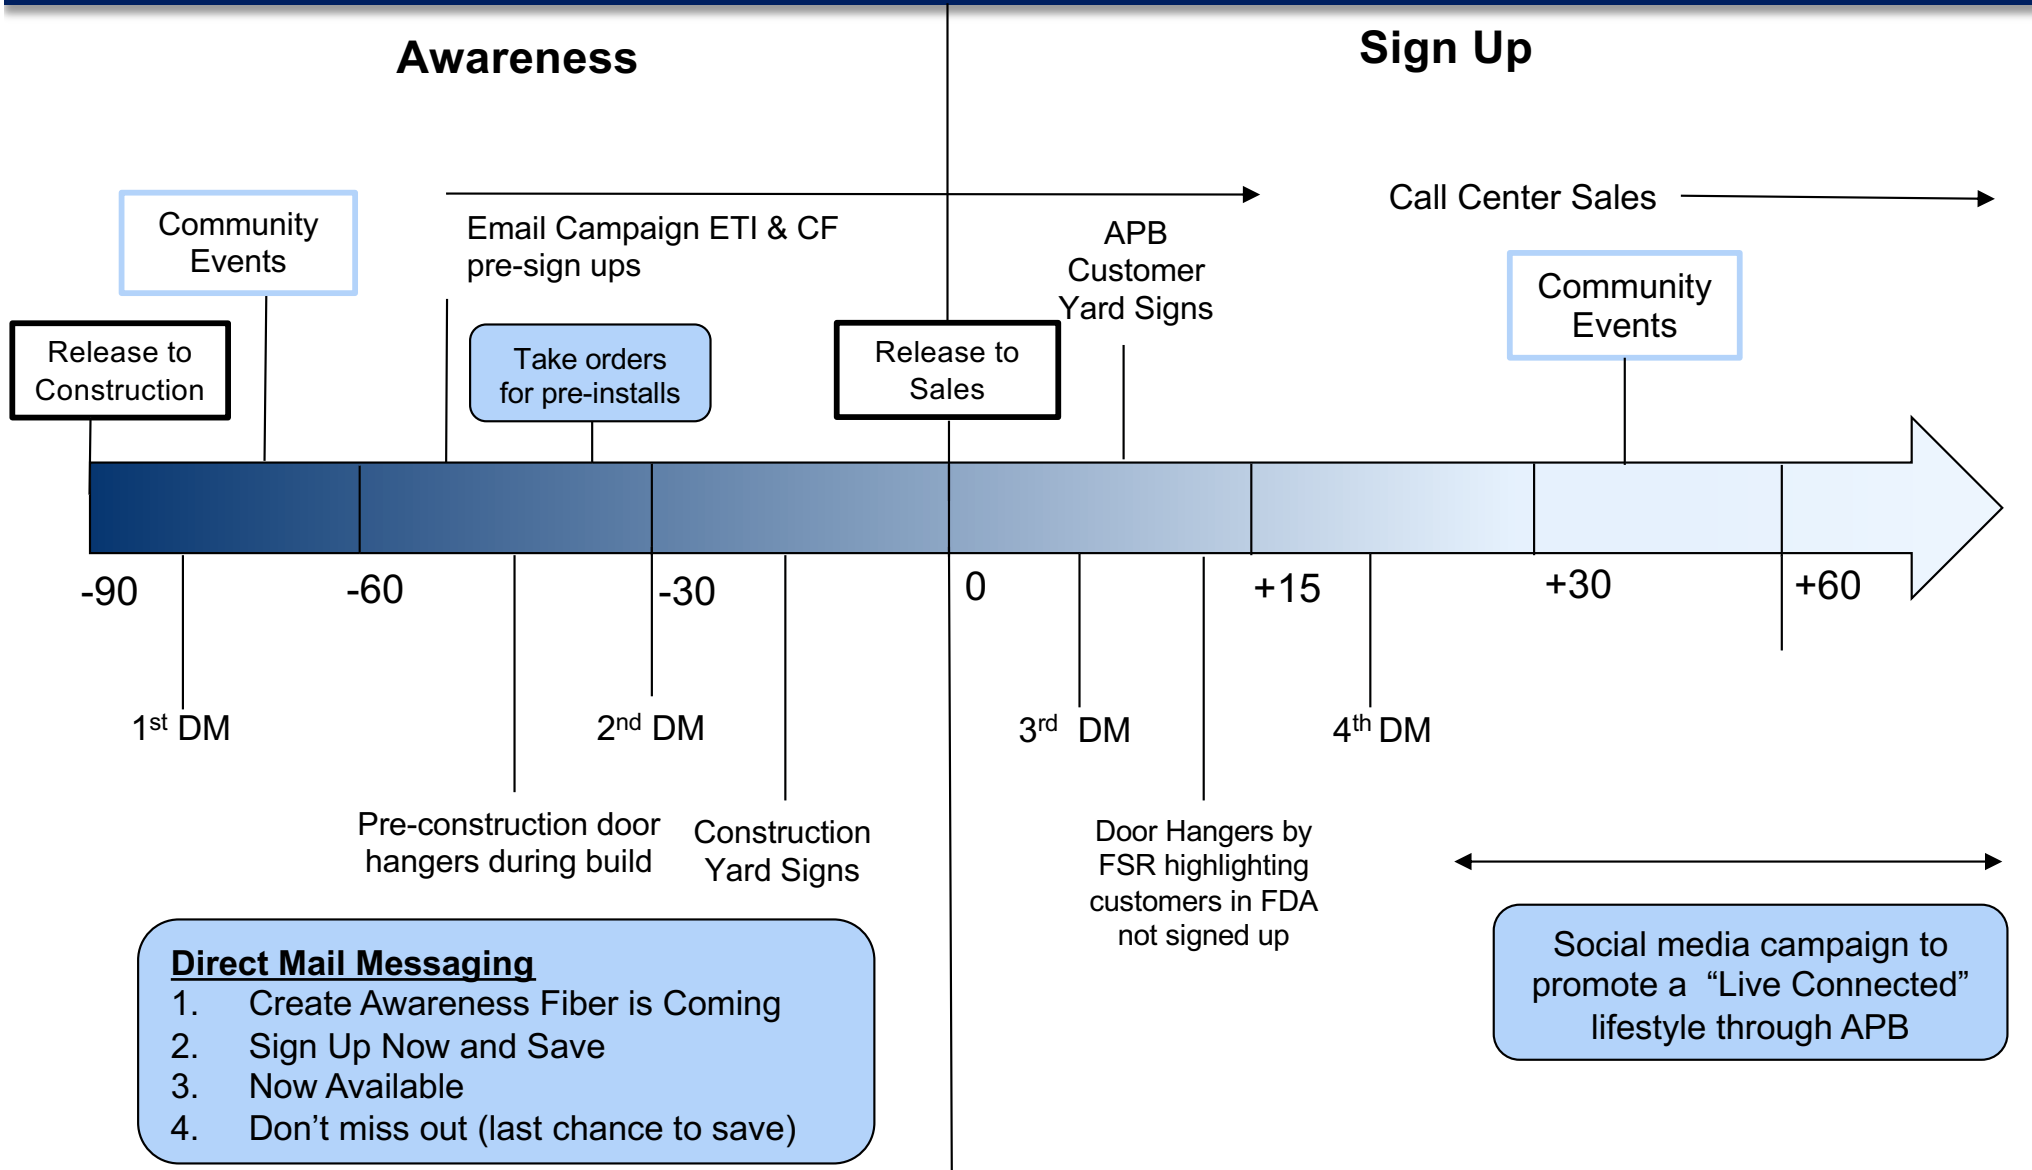 Awareness
Sign Up
Community
Events
Email Campaign ETI & CF
pre-sign ups
APB
Customer
Yard Signs
Call Center Sales
Community
Events
Release to
Construction
Take orders
for pre-installs
Release to
Sales
-90
-60
-30
0
+15
+30
+60
1st DM
2nd DM
3rd DM
4th DM
Pre-construction door
hangers during build
Construction
Yard Signs
Door Hangers by
FSR highlighting
customers in FDA
not signed up
Direct Mail Messaging
1. Create Awareness Fiber is Coming
2. Sign Up Now and Save
3. Now Available
4. Don’t miss out (last chance to save)
Social media campaign to
promote a “Live Connected”
lifestyle through APB